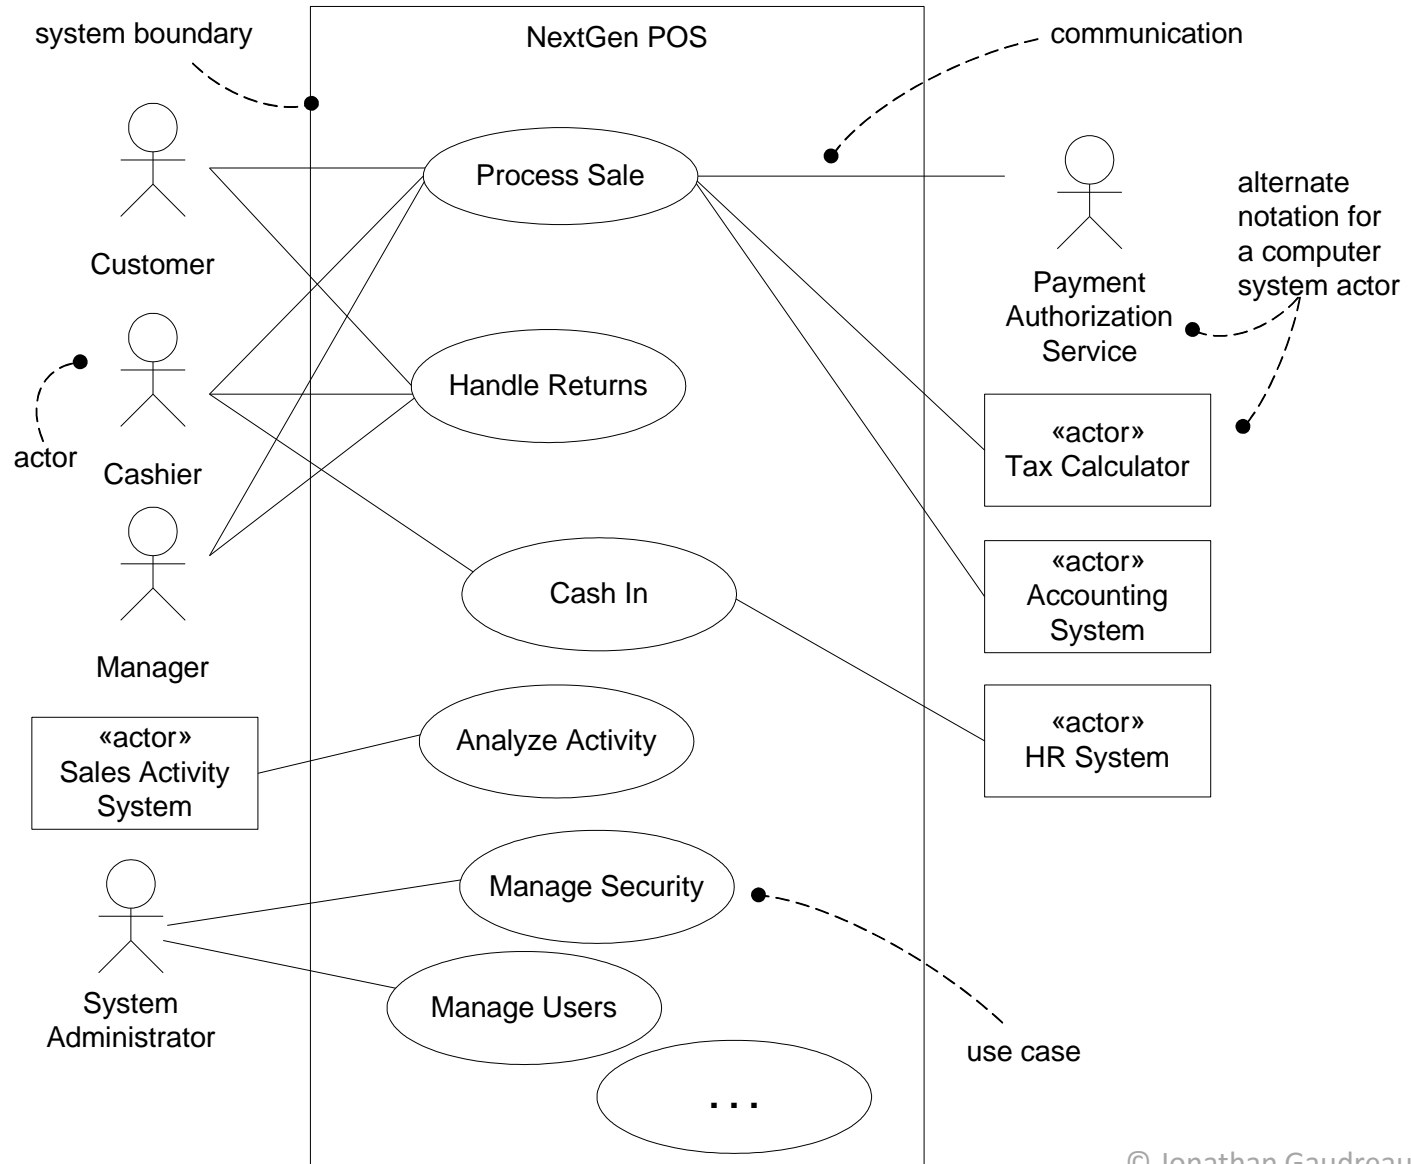 system boundary
NextGen POS
communication
Process Sale
alternate
notation for
a computer
system actor
Customer
Payment
Authorization
Service
Handle Returns
actor
Cashier
«actor»
Tax Calculator
Cash In
«actor»
Accounting
System
Manager
«actor»
Sales Activity
System
Analyze Activity
«actor»
HR System
Manage Security
System
Administrator
Manage Users
use case
. . .
© Jonathan Gaudreau